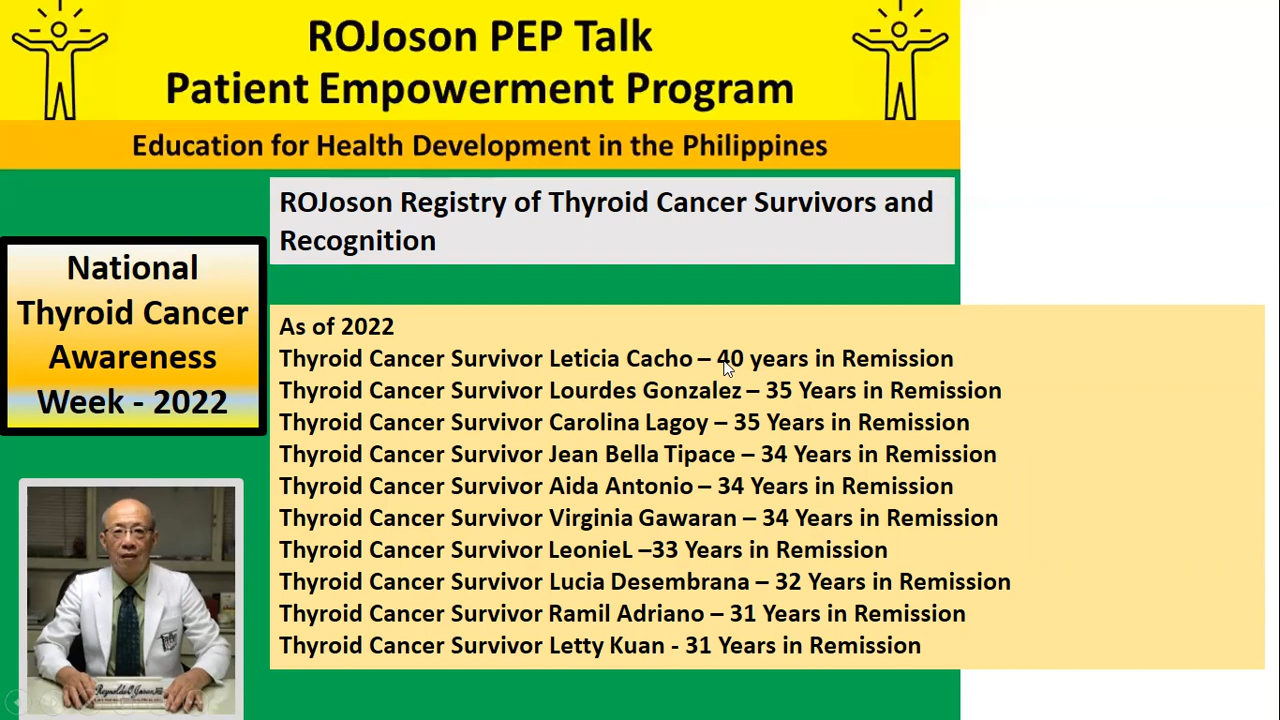 ROJoson PEP Talk
Patient Empowerment Program
Education for Health Development in the Philippines
ROJoson Registry of Thyroid Cancer Survivors and
Recognition
National
Thyroid Cancer
Awareness
Week - 2022
As of 2022
Thyroid Cancer Survivor Leticia Cacho – 40 years in Remission
Thyroid Cancer Survivor Lourdes Gonzalez – 35 Years in Remission
Thyroid Cancer Survivor Carolina Lagoy – 35 Years in Remission
Thyroid Cancer Survivor Jean Bella Tipace – 34 Years in Remission
Thyroid Cancer Survivor Aida Antonio – 34 Years in Remission
Thyroid Cancer Survivor Virginia Gawaran – 34 Years in Remission
Thyroid Cancer Survivor LeonieL –33 Years in Remission
Thyroid Cancer Survivor Lucia Desembrana – 32 Years in Remission
Thyroid Cancer Survivor Ramil Adriano – 31 Years in Remission
Thyroid Cancer Survivor Letty Kuan - 31 Years in Remission